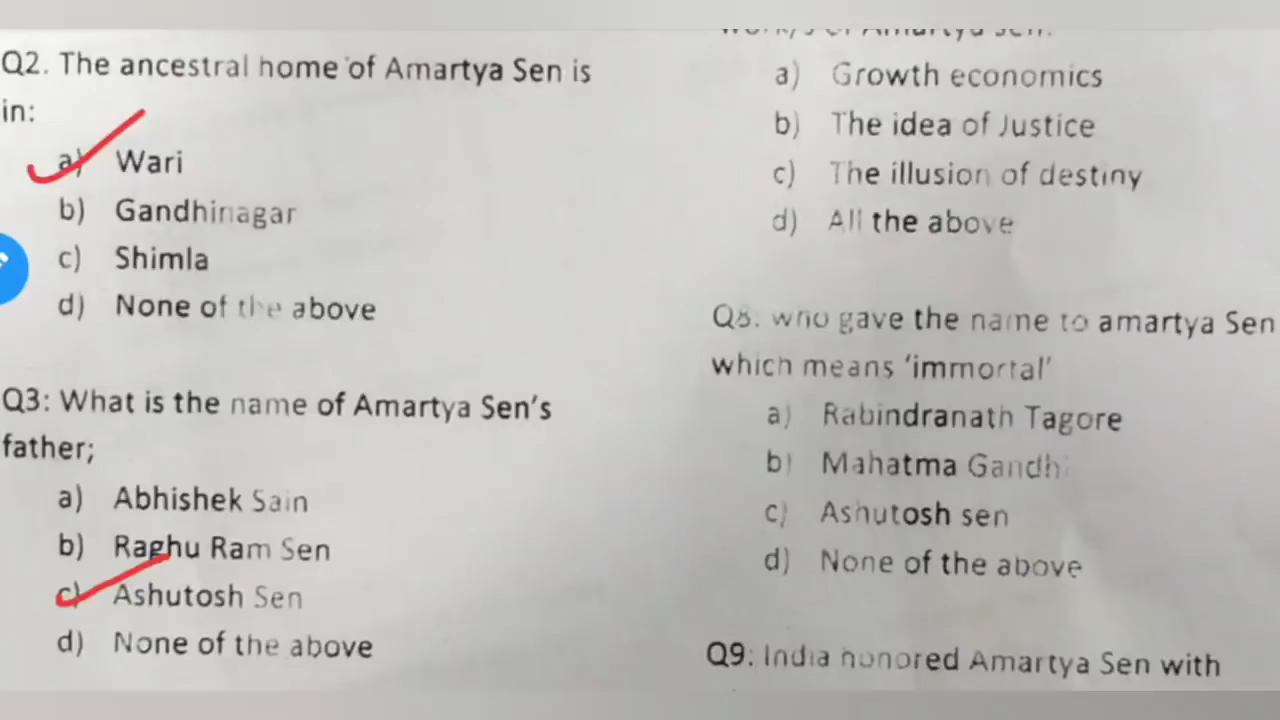 Q2. The ancestral home of Amartya Sen is
in:
a) Wari
b) Gandhinagar
c) Shimla
d) None of the above
Q3: What is the name of Amartya Sen's
father;
a) Abhishek Sain
b) Raghu Ram Sen
c) Ashutosh Sen
d) None of the above
work/s of Amartya Sen:
a) Growth economics
b) The idea of Justice
c) The illusion of destiny
d) All the above
Q8: who gave the name to amartya Sen
which means 'immortal'
a) Rabindranath Tagore
b) Mahatma Gandhi
c) Ashutosh sen
d) None of the above
Q9: India honored Amartya Sen with